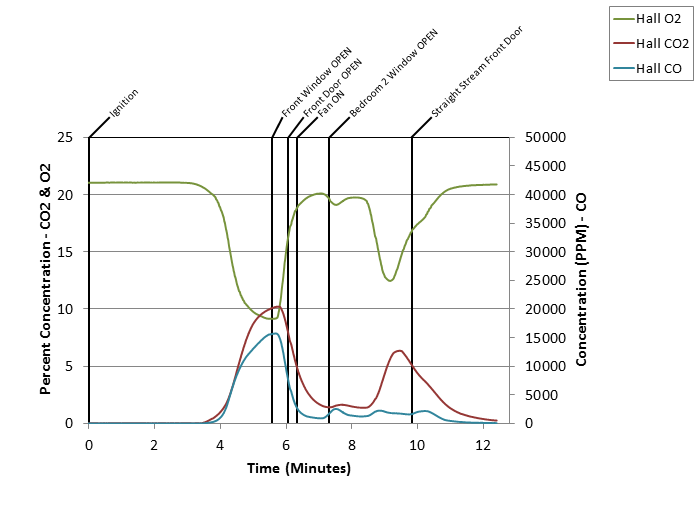 Hall O2
Hall CO2
Hall CO
Ignition
Front Window OPEN
Front Door OPEN
Fan ON
Bedroom 2 Window OPEN
Straight Stream Front Door
25
20
15
10
5
0
Percent Concentration - CO2 & O2
50000
45000
40000
35000
30000
25000
20000
15000
10000
5000
0
Concentration (PPM) - CO
0 2 4 6 8 10 12
Time (Minutes)